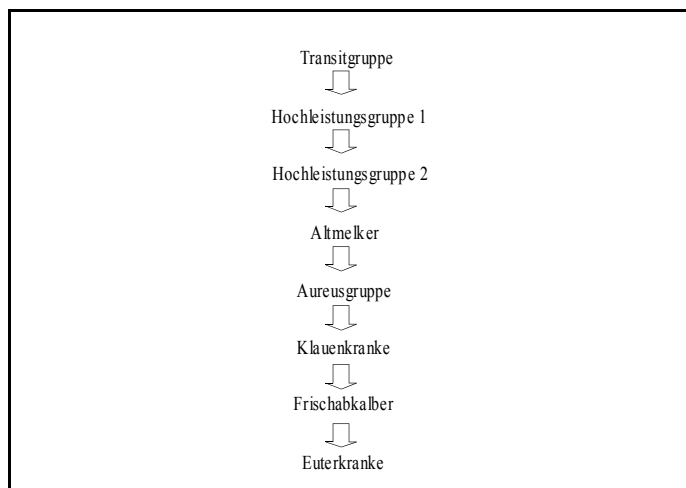 Transitgruppe
Hochleistungsgruppe 1
Hochleistungsgruppe 2
Altmelker
Aureusgruppe
Klauenkranke
Frischabkalber
Euterkranke